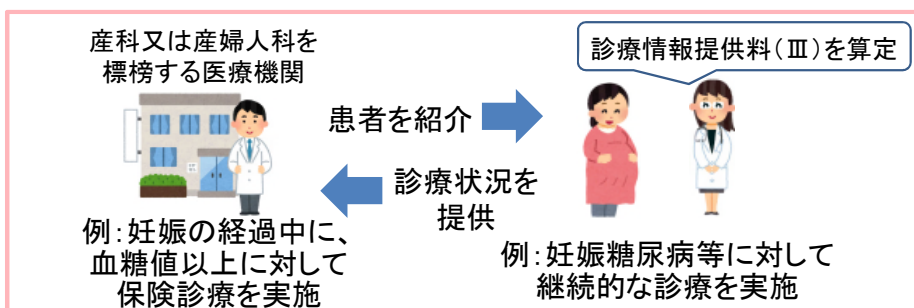 産科又は産婦人科を
標榜する医療機関
診療情報提供料(Ⅲ)を算定
患者を紹介
診療状況を
提供
例:妊娠の経過中に、
血糖値以上に対して
保険診療を実施
例:妊娠糖尿病等に対して
継続的な診療を実施